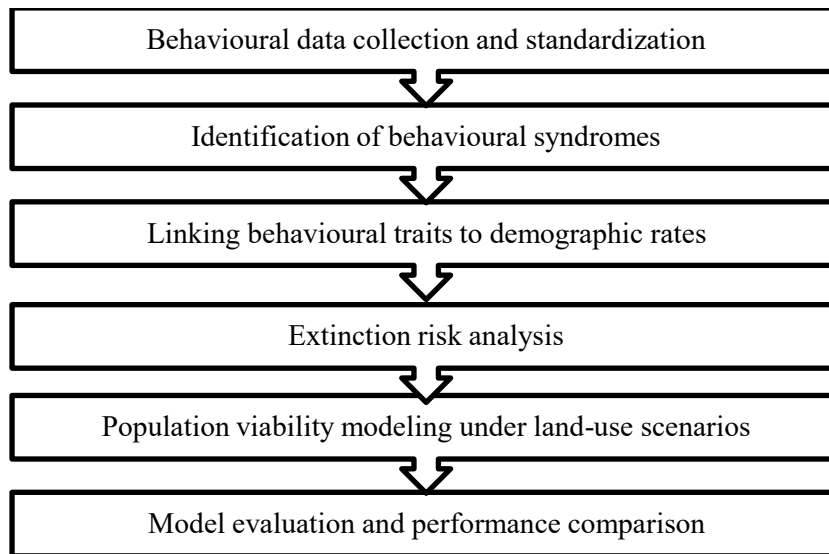 Behavioural data collection and standardization
Identification of behavioural syndromes
Linking behavioural traits to demographic rates
Extinction risk analysis
Population viability modeling under land-use scenarios
Model evaluation and performance comparison